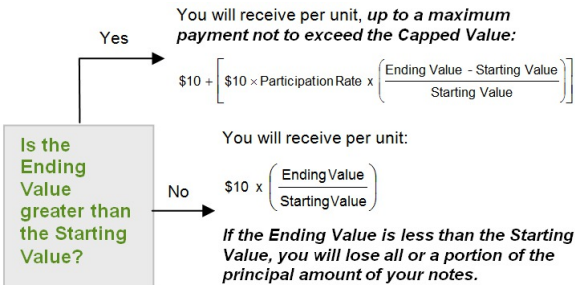 You will receive per unit, up to a maximum
payment not to exceed the Capped Value:
Yes
$10 + [ $10 × Participation Rate x ( Ending Value - Starting Value / Starting Value ) ]
Is the
Ending
Value
greater than
the Starting
Value?
No
You will receive per unit:
$10 x ( Ending Value / Starting Value )
If the Ending Value is less than the Starting
Value, you will lose all or a portion of the
principal amount of your notes.